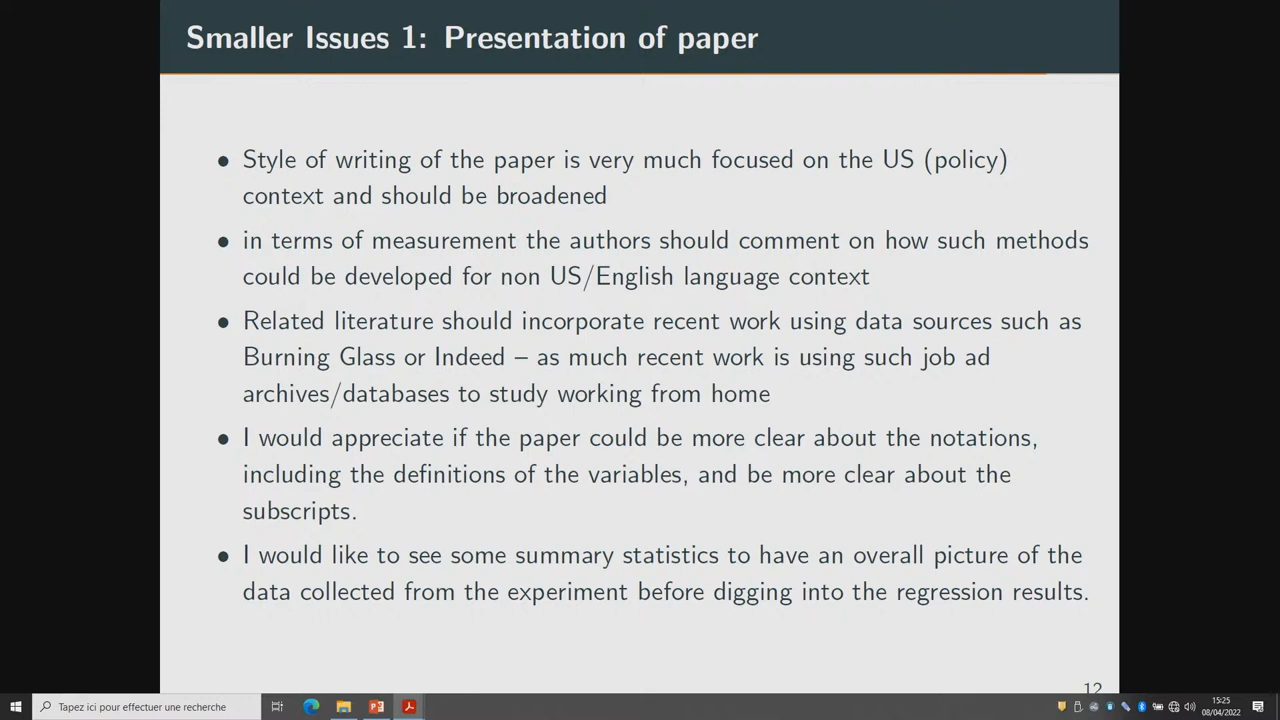 Smaller Issues 1: Presentation of paper
• Style of writing of the paper is very much focused on the US (policy)
context and should be broadened
• in terms of measurement the authors should comment on how such methods
could be developed for non US/English language context
• Related literature should incorporate recent work using data sources such as
Burning Glass or Indeed – as much recent work is using such job ad
archives/databases to study working from home
• I would appreciate if the paper could be more clear about the notations,
including the definitions of the variables, and be more clear about the
subscripts.
• I would like to see some summary statistics to have an overall picture of the
data collected from the experiment before digging into the regression results.
12
Tapez ici pour effectuer une recherche
15:25
08/04/2022